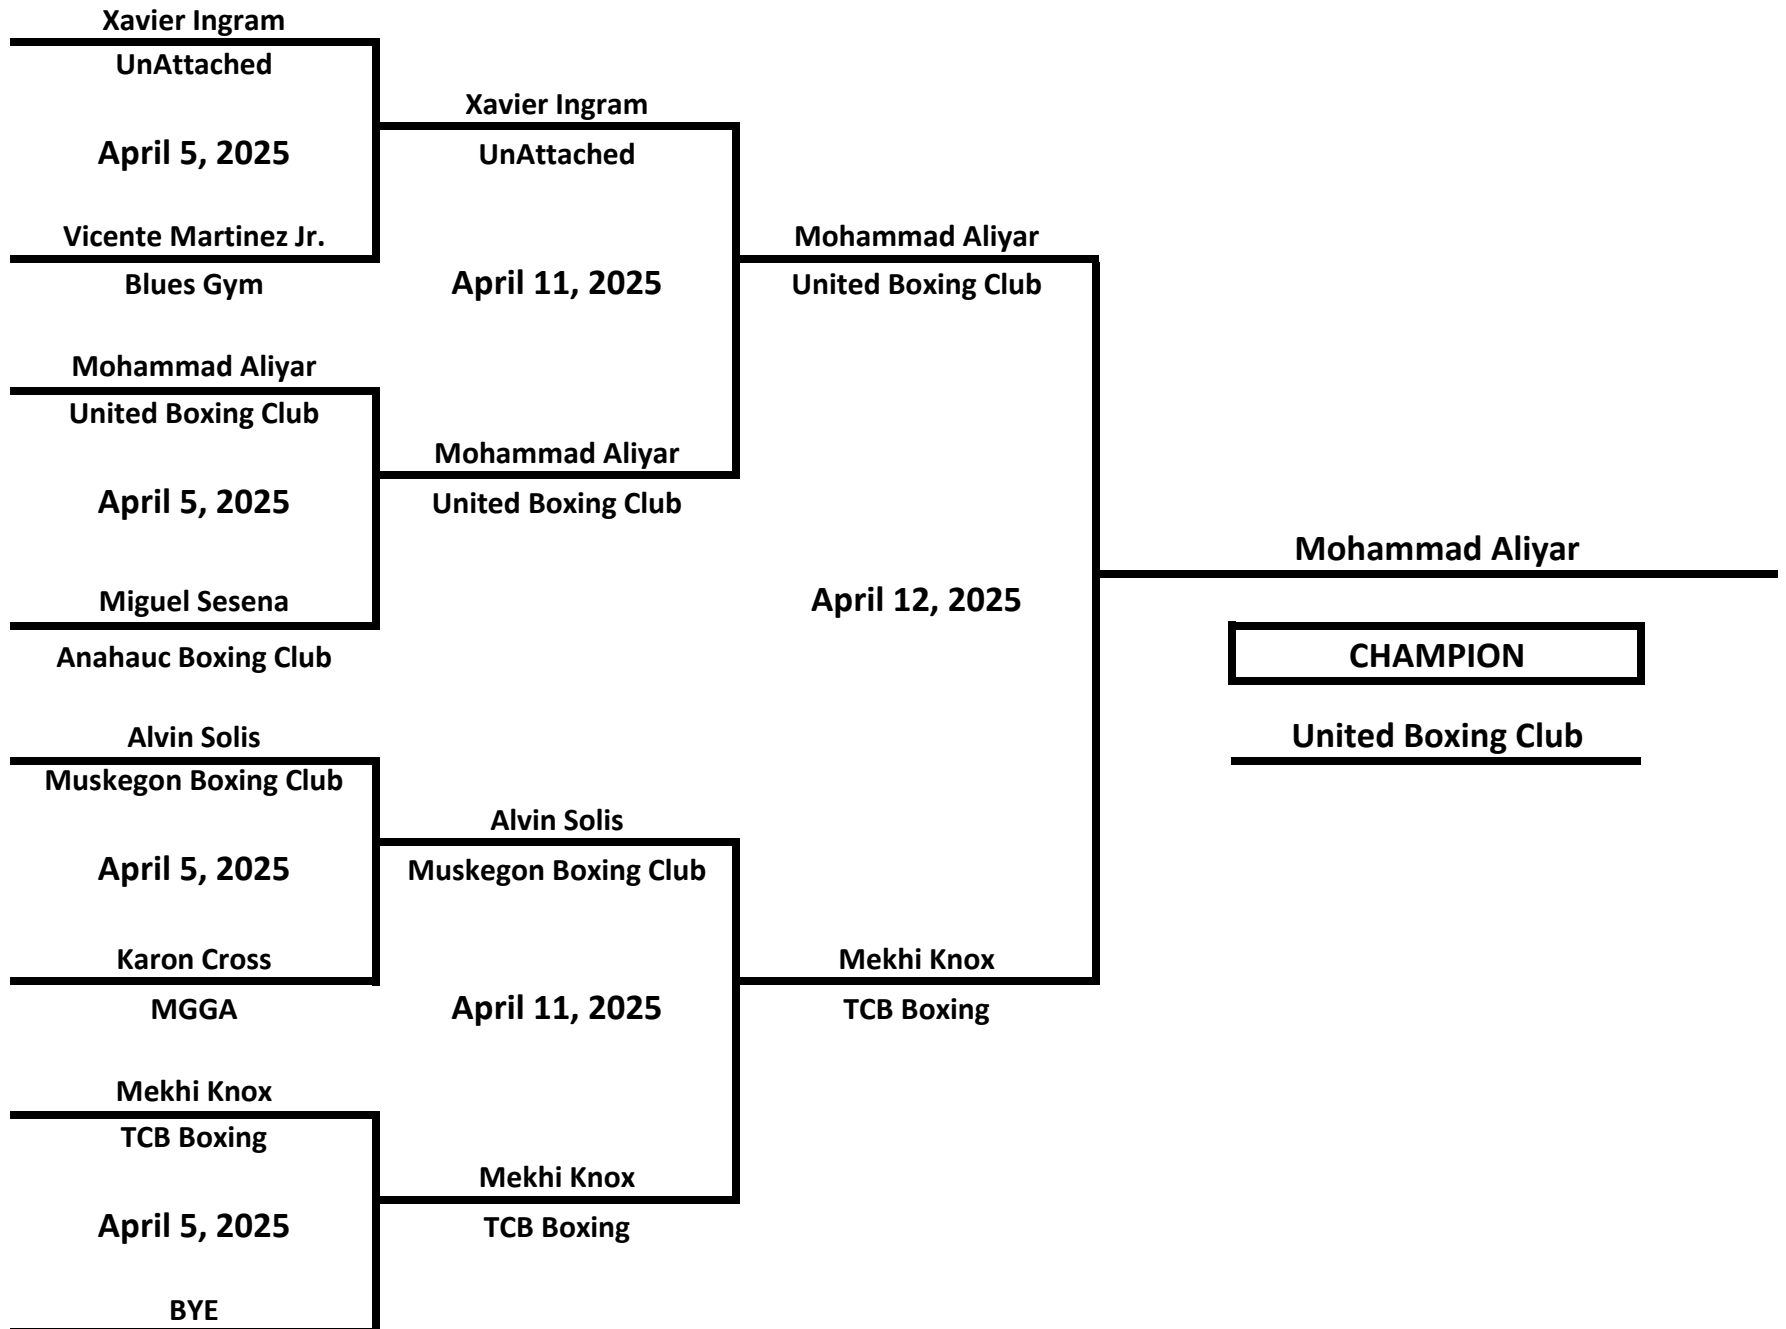 Xavier Ingram
UnAttached
April 5, 2025
Vicente Martinez Jr.
Blues Gym
Mohammad Aliyar
United Boxing Club
April 5, 2025
Miguel Sesena
Anahauc Boxing Club
Alvin Solis
Muskegon Boxing Club
April 5, 2025
Karon Cross
MGGA
Mekhi Knox
TCB Boxing
April 5, 2025
BYE
Xavier Ingram
UnAttached
April 11, 2025
Mohammad Aliyar
United Boxing Club
Alvin Solis
Muskegon Boxing Club
April 11, 2025
Mekhi Knox
TCB Boxing
Mohammad Aliyar
United Boxing Club
April 12, 2025
Mekhi Knox
TCB Boxing
Mohammad Aliyar
CHAMPION
United Boxing Club